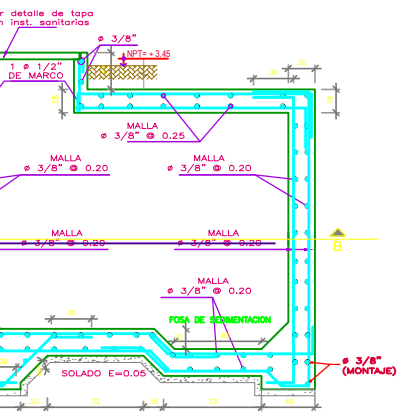 r detalle de tapa
n inst. sanitarias
ø 3/8"
1 ø 1/2"
DE MARCO
NPT= +3.45
MALLA
ø 3/8" @ 0.25
MALLA
ø 3/8" @ 0.20
MALLA
ø 3/8" @ 0.20
MALLA
ø 3/8" @ 0.20
MALLA
ø 3/8" @ 0.20
B
MALLA
ø 3/8" @ 0.20
FOSA DE SEDIMENTACION
SOLADO E=0.05
ø 3/8"
(MONTAJE)